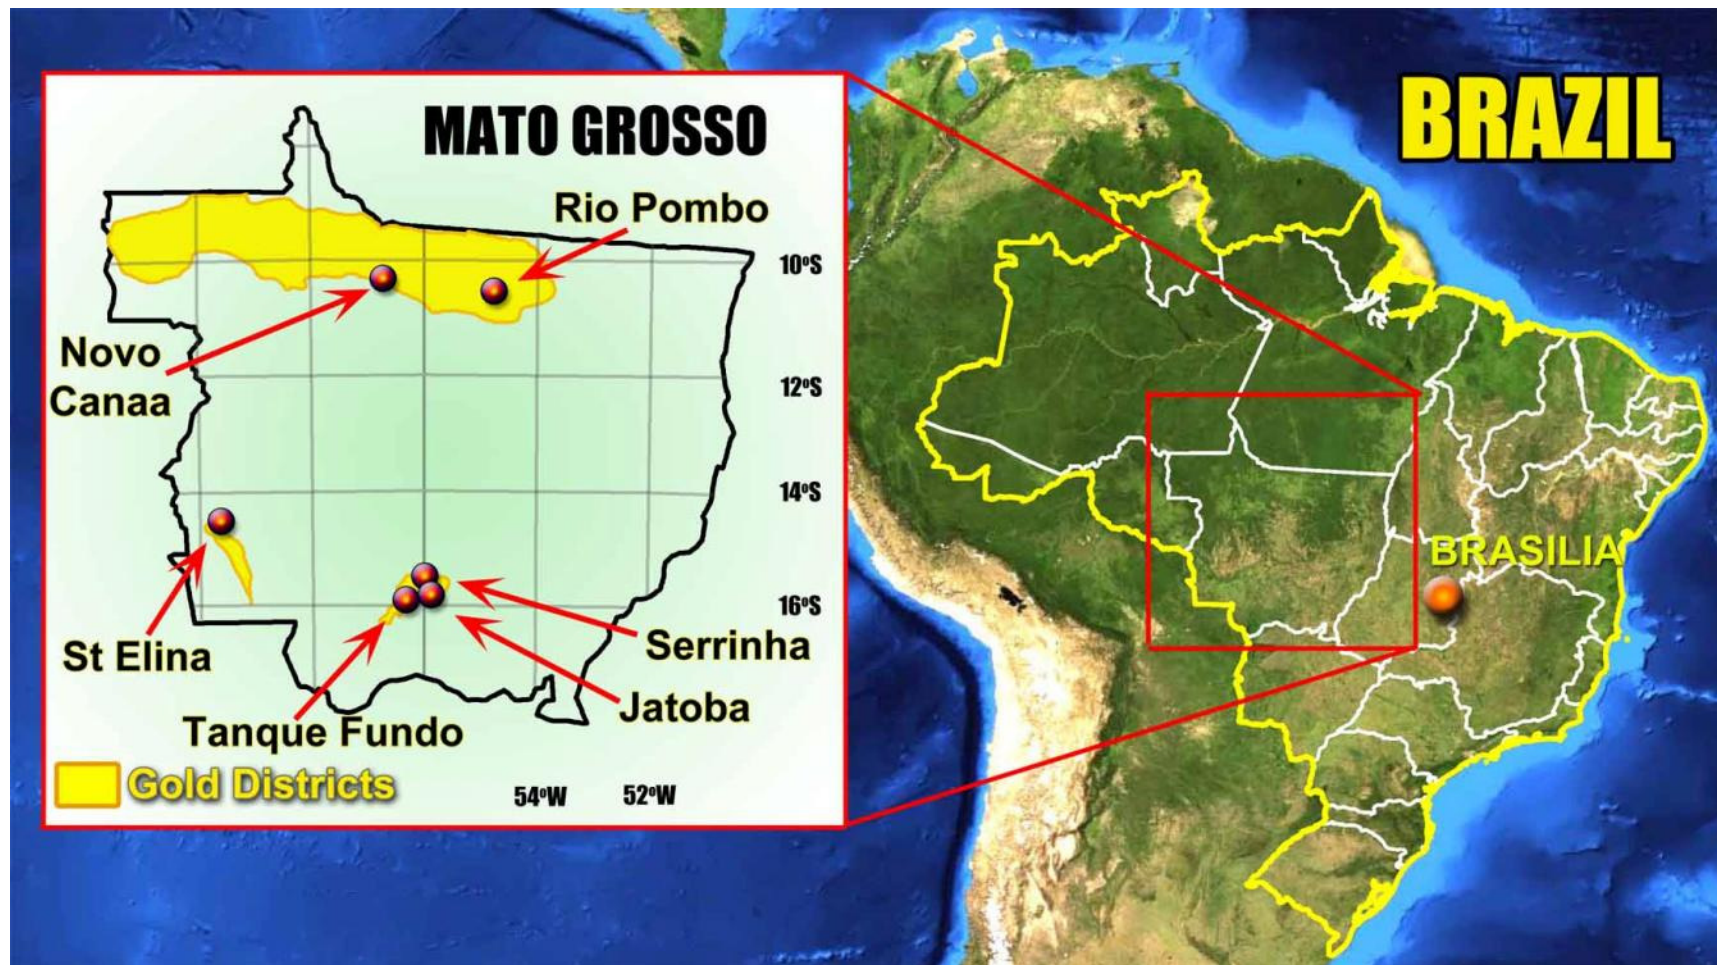 BRAZIL
MATO GROSSO
Rio Pombo
10ºS
Novo
Canaa
12ºS
14ºS
16ºS
St Elina
Serrinha
Jatoba
Tanque Fundo
Gold Districts
54ºW
52ºW
BRASILIA